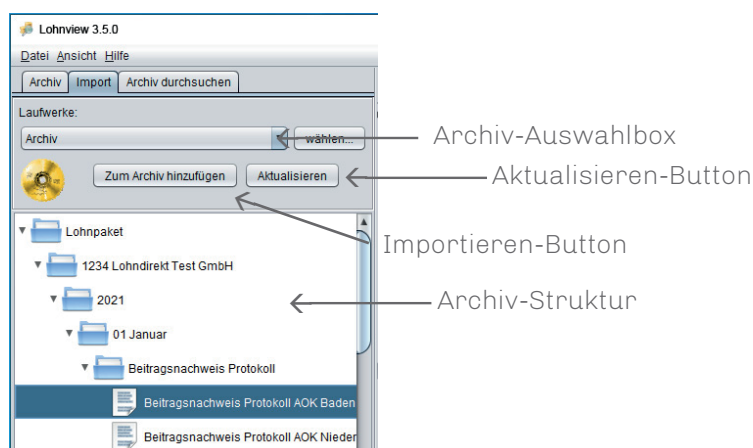 Lohnview 3.5.0
Datei Ansicht Hilfe
Archiv Import Archiv durchsuchen
Laufwerke:
Archiv wählen... Archiv-Auswahlbox
Zum Archiv hinzufügen Aktualisieren Aktualisieren-Button
Lohnpaket
Importieren-Button
1234 Lohndirekt Test GmbH
2021 Archiv-Struktur
01 Januar
Beitragsnachweis Protokoll
Beitragsnachweis Protokoll AOK Baden
Beitragsnachweis Protokoll AOK Nieder